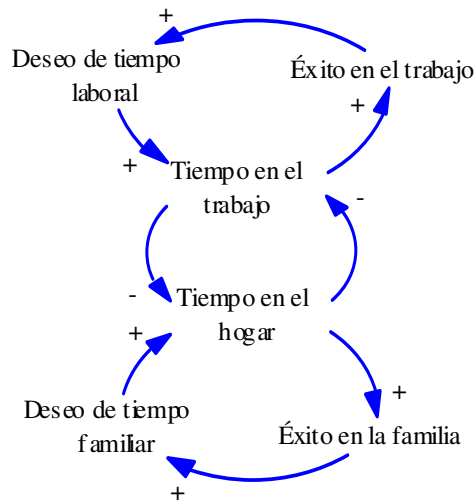 +
Deseo de tiempo
laboral
Éxito en el trabajo
+
+
Tiempo en el
trabajo
-
-
Tiempo en el
hogar
+
+
Deseo de tiempo
familiar
Éxito en la familia
+